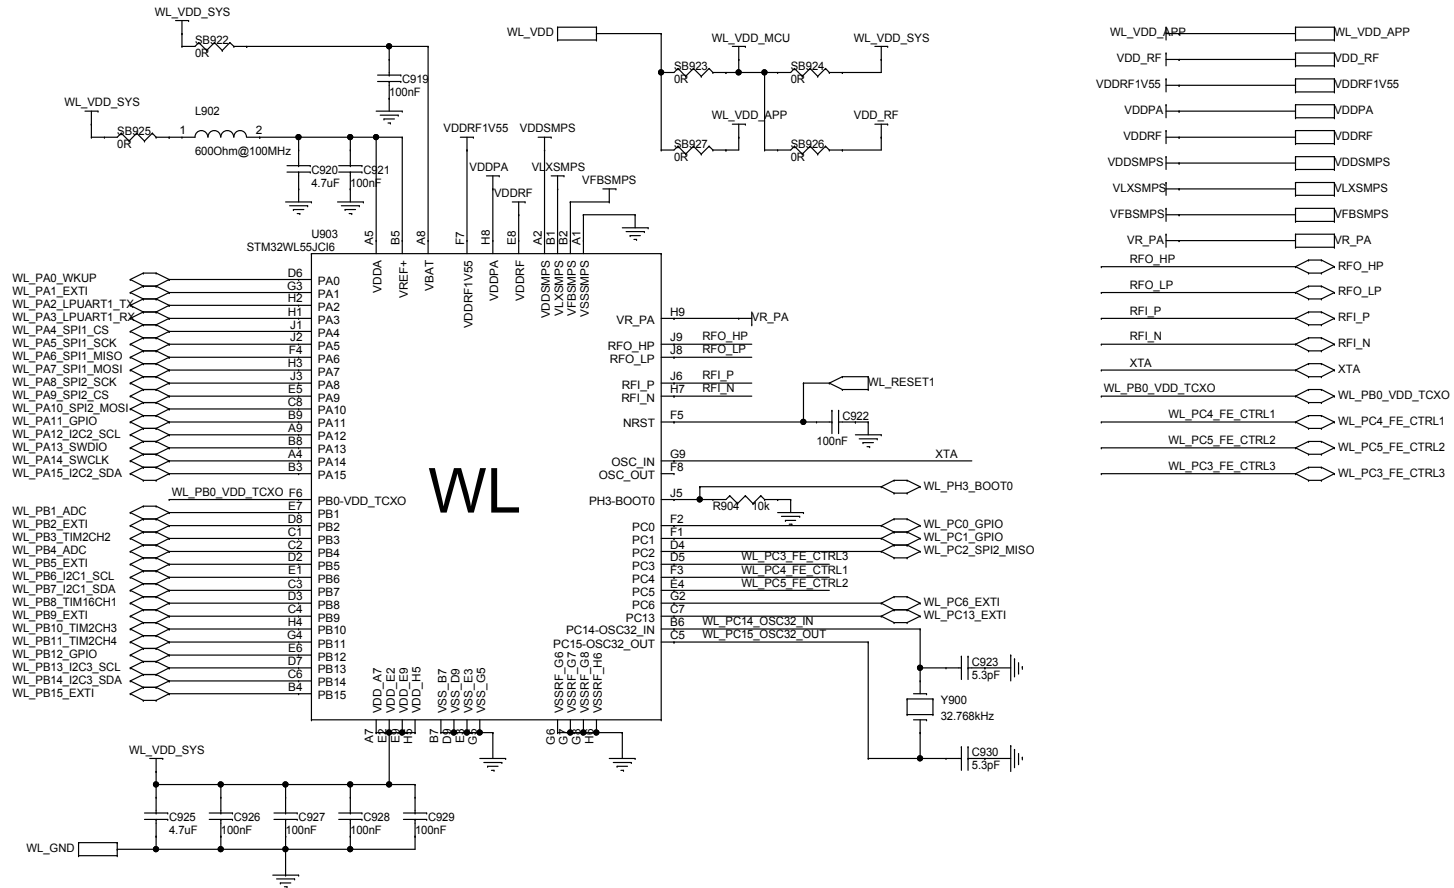 WL_VDD_SYS
SB922
0R
C919
100nF
WL_VDD_SYS
SB925
0R
L902
1 2
600Ohm@100MHz
C920
4.7uF
C921
100nF
WL_VDD
WL_VDD_MCU
WL_VDD_SYS
SB923
0R
SB924
0R
WL_VDD_APP
VDD_RF
SB927
0R
SB926
0R
VDDRF1V55
VDDSMPS
VDDPA
VLXSMPS
VDDRF
VFBSMPS
U903
STM32WL55JCI6
A5 VDDA
B5 VREF+
A8 VBAT
F7 VDDRF1V55
H8 VDDPA
E8 VDDRF
A2 VDDSMPS
B1 VLXSMPS
B2 VFBSMPS
A1 VSSSMPS
WL_PA0_WKUP D6 PA0
WL_PA1_EXTI G3 PA1
WL_PA2_LPUART1_TX H2 PA2
WL_PA3_LPUART1_RX H1 PA3
WL_PA4_SPI1_CS J1 PA4
WL_PA5_SPI1_SCK J2 PA5
WL_PA6_SPI1_MISO F4 PA6
WL_PA7_SPI1_MOSI H3 PA7
WL_PA8_SPI2_SCK J3 PA8
WL_PA9_SPI2_CS E5 PA9
WL_PA10_SPI2_MOSI C8 PA10
WL_PA11_GPIO B9 PA11
WL_PA12_I2C2_SCL A9 PA12
WL_PA13_SWDIO B8 PA13
WL_PA14_SWCLK A4 PA14
WL_PA15_I2C2_SDA B3 PA15
WL_PB0_VDD_TCXO F6 PB0-VDD_TCXO
WL_PB1_ADC E7 PB1
WL_PB2_EXTI D8 PB2
WL_PB3_TIM2CH2 C1 PB3
WL_PB4_ADC C2 PB4
WL_PB5_EXTI D2 PB5
WL_PB6_I2C1_SCL E1 PB6
WL_PB7_I2C1_SDA C3 PB7
WL_PB8_TIM16CH1 D3 PB8
WL_PB9_EXTI C4 PB9
WL_PB10_TIM2CH3 H4 PB10
WL_PB11_TIM2CH4 G4 PB11
WL_PB12_GPIO E6 PB12
WL_PB13_I2C3_SCL D7 PB13
WL_PB14_I2C3_SDA C6 PB14
WL_PB15_EXTI B4 PB15
WL
VR_PA H9 VR_PA
RFO_HP J9 RFO_HP
RFO_LP J8 RFO_LP
RFI_P J6 RFI_P
RFI_N H7 RFI_N
WL_RESET1
NRST F5
C922
100nF
OSC_IN G9 XTA
OSC_OUT F8
PH3-BOOT0 J5 WL_PH3_BOOT0
R904 10k
PC0 F2 WL_PC0_GPIO
PC1 F1 WL_PC1_GPIO
PC2 D4 WL_PC2_SPI2_MISO
PC3 D5 WL_PC3_FE_CTRL3
PC4 F3 WL_PC4_FE_CTRL1
PC5 E4 WL_PC5_FE_CTRL2
PC6 G2 WL_PC6_EXTI
PC13 C7 WL_PC13_EXTI
PC14-OSC32_IN B6 WL_PC14_OSC32_IN
PC15-OSC32_OUT C5 WL_PC15_OSC32_OUT
C923
5.3pF
Y900
32.768kHz
C930
5.3pF
VDD_A7 A7
VDD_E2 E2
VDD_E9 E9
VDD_H5 H5
VSS_B7 B7
VSS_D9 D9
VSS_E3 E3
VSS_G5 G5
VSSRF_G6 G6
VSSRF_G7 G7
VSSRF_G8 G8
VSSRF_H6 H6
WL_VDD_SYS
C925
4.7uF
C926
100nF
C927
100nF
C928
100nF
C929
100nF
WL_GND
WL_VDD_APP WL_VDD_APP
VDD_RF VDD_RF
VDDRF1V55 VDDRF1V55
VDDPA VDDPA
VDDRF VDDRF
VDDSMPS VDDSMPS
VLXSMPS VLXSMPS
VFBSMPS VFBSMPS
VR_PA VR_PA
RFO_HP RFO_HP
RFO_LP RFO_LP
RFI_P RFI_P
RFI_N RFI_N
XTA XTA
WL_PB0_VDD_TCXO WL_PB0_VDD_TCXO
WL_PC4_FE_CTRL1 WL_PC4_FE_CTRL1
WL_PC5_FE_CTRL2 WL_PC5_FE_CTRL2
WL_PC3_FE_CTRL3 WL_PC3_FE_CTRL3